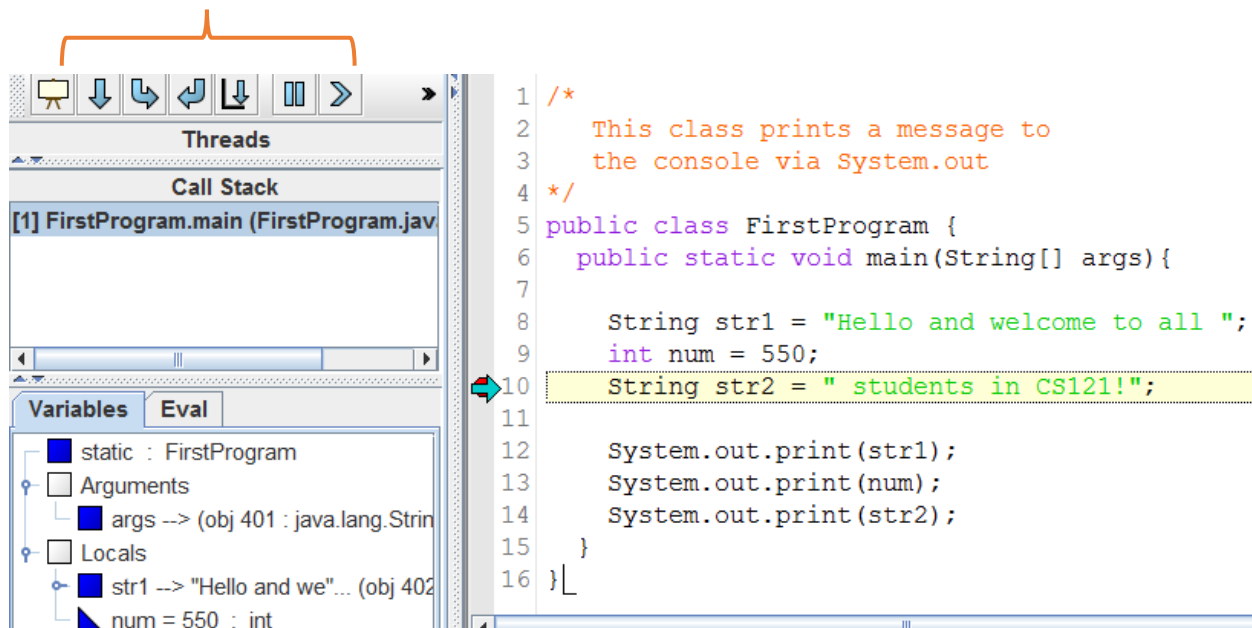 Threads
Call Stack
[1] FirstProgram.main (FirstProgram.jav
Variables Eval
static : FirstProgram
Arguments
args --> (obj 401 : java.lang.Strin
Locals
str1 --> "Hello and we"... (obj 402
num = 550 : int
1 /*
2 This class prints a message to
3 the console via System.out
4 */
5 public class FirstProgram {
6 public static void main(String[] args){
7
8 String str1 = "Hello and welcome to all ";
9 int num = 550;
10 String str2 = " students in CS121!";
11
12 System.out.print(str1);
13 System.out.print(num);
14 System.out.print(str2);
15 }
16 }